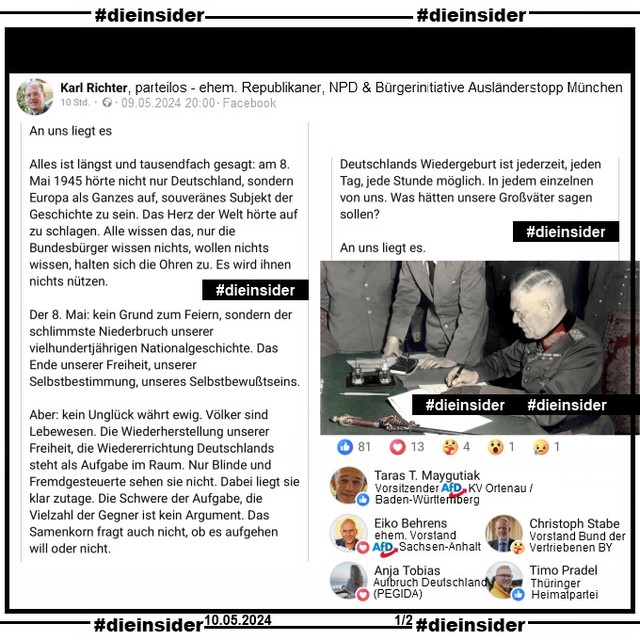 #dieinsider #dieinsider
Karl Richter, parteilos - ehem. Republikaner, NPD & Bürgerinitiative Ausländerstopp München
10 Std. · 09.05.2024 20:00 · Facebook
An uns liegt es
Alles ist längst und tausendfach gesagt: am 8.
Mai 1945 hörte nicht nur Deutschland, sondern
Europa als Ganzes auf, souveränes Subjekt der
Geschichte zu sein. Das Herz der Welt hörte auf
zu schlagen. Alle wissen das, nur die
Bundesbürger wissen nichts, wollen nichts
wissen, halten sich die Ohren zu. Es wird ihnen
nichts nützen.
#dieinsider
Der 8. Mai: kein Grund zum Feiern, sondern der
schlimmste Niederbruch unserer
vielhundertjährigen Nationalgeschichte. Das
Ende unserer Freiheit, unserer
Selbstbestimmung, unseres Selbstbewußtseins.
Aber: kein Unglück währt ewig. Völker sind
Lebewesen. Die Wiederherstellung unserer
Freiheit, die Wiedererrichtung Deutschlands
steht als Aufgabe im Raum. Nur Blinde und
Fremdgesteuerte sehen sie nicht. Dabei liegt sie
klar zutage. Die Schwere der Aufgabe, die
Vielzahl der Gegner ist kein Argument. Das
Samenkorn fragt auch nicht, ob es aufgehen
will oder nicht.
Deutschlands Wiedergeburt ist jederzeit, jeden
Tag, jede Stunde möglich. In jedem einzelnen
von uns. Was hätten unsere Großväter sagen
sollen?
#dieinsider
An uns liegt es.
#dieinsider #dieinsider
81 13 4 1 1
Taras T. Maygutiak
Vorsitzender AfD KV Ortenau /
Baden-Württemberg
Eiko Behrens
ehem. Vorstand
AfD Sachsen-Anhalt
Christoph Stabe
Vorstand Bund der
Vertriebenen BY
Anja Tobias
Aufbruch Deutschland
(PEGIDA)
Timo Pradel
Thüringer
Heimatpartei
#dieinsider 10.05.2024 1/2 #dieinsider